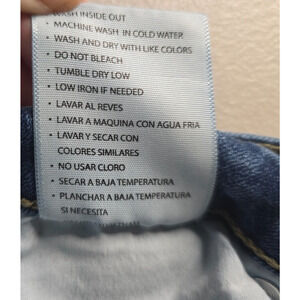 WASH INSIDE OUT
• MACHINE WASH IN COLD WATER
• WASH AND DRY WITH LIKE COLORS
• DO NOT BLEACH
• TUMBLE DRY LOW
• LOW IRON IF NEEDED
• LAVAR AL REVES
• LAVAR A MAQUINA CON AGUA FRIA
• LAVAR Y SECAR CON
COLORES SIMILARES
• NO USAR CLORO
• SECAR A BAJA TEMPERATURA
• PLANCHAR A BAJA TEMPERATURA
SI NECESITA